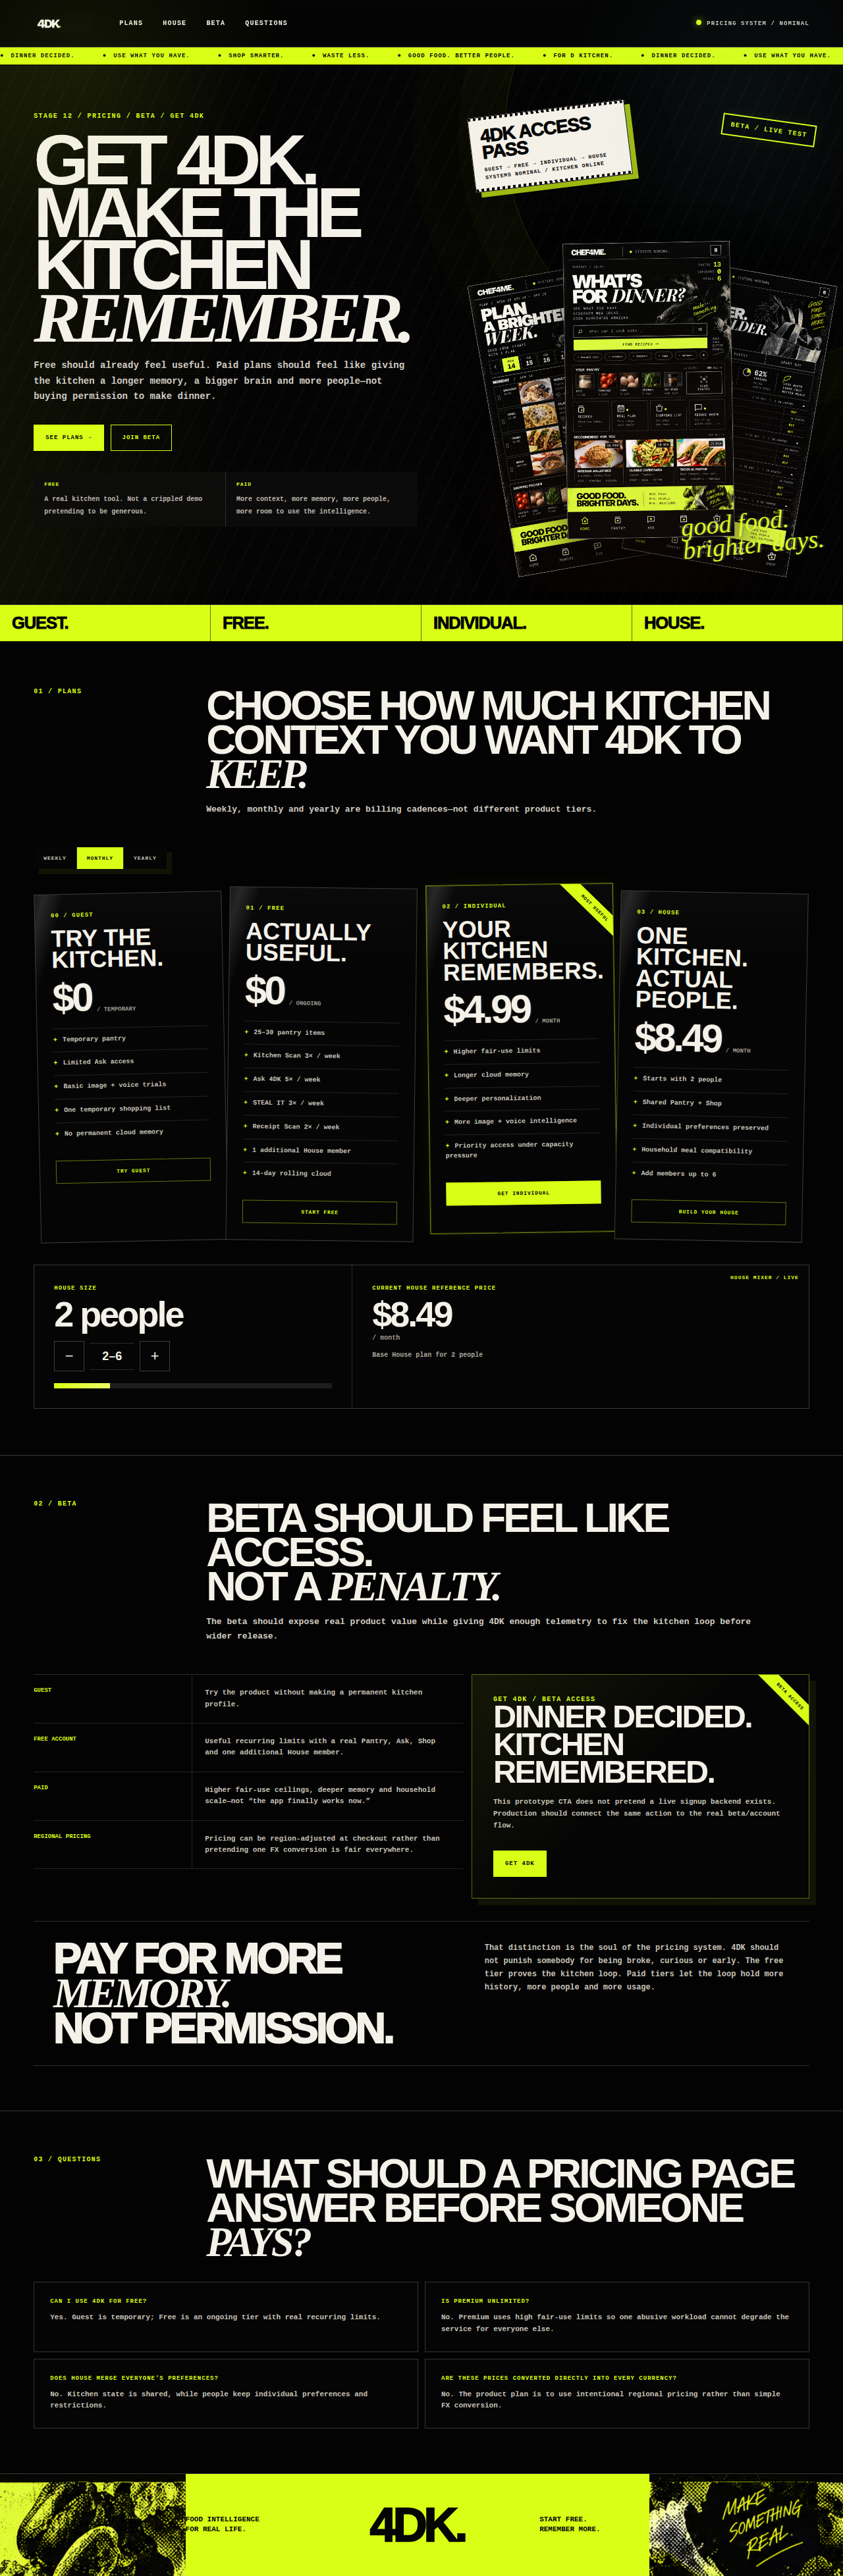 4DK.
PLANS
HOUSE
BETA
QUESTIONS
PRICING SYSTEM / NOMINAL
DINNER DECIDED.
USE WHAT YOU HAVE.
SHOP SMARTER.
WASTE LESS.
GOOD FOOD. BETTER PEOPLE.
FOR D KITCHEN.
DINNER DECIDED.
USE WHAT YOU HAVE.
STAGE 12 / PRICING / BETA / GET 4DK
GET 4DK.
MAKE THE
KITCHEN
REMEMBER.
Free should already feel useful. Paid plans should feel like giving
the kitchen a longer memory, a bigger brain and more people—not
buying permission to make dinner.
SEE PLANS →
JOIN BETA
FREE
A real kitchen tool. Not a crippled demo
pretending to be generous.
PAID
More context, more memory, more people,
more room to use the intelligence.
4DK ACCESS
PASS
GUEST → FREE → INDIVIDUAL → HOUSE
SYSTEMS NOMINAL / KITCHEN ONLINE
BETA / LIVE TEST
CHEF4ME.
PLAN
A BRIGHTER
WEEK.
CHEF4ME.
WHAT'S
FOR DINNER?
FIND RECIPES →
YOUR PANTRY
RECOMMENDED FOR YOU
GOOD FOOD.
BRIGHTER DAYS.
good food.
brighter days.
GUEST.
FREE.
INDIVIDUAL.
HOUSE.
01 / PLANS
CHOOSE HOW MUCH KITCHEN
CONTEXT YOU WANT 4DK TO
KEEP.
Weekly, monthly and yearly are billing cadences—not different product tiers.
WEEKLY
MONTHLY
YEARLY
00 / GUEST
TRY THE
KITCHEN.
$0 / TEMPORARY
+ Temporary pantry
+ Limited Ask access
+ Basic image + voice trials
+ One temporary shopping list
+ No permanent cloud memory
TRY GUEST
01 / FREE
ACTUALLY
USEFUL.
$0 / ONGOING
+ 25–30 pantry items
+ Kitchen Scan 3× / week
+ Ask 4DK 5× / week
+ STEAL IT 3× / week
+ Receipt Scan 2× / week
+ 1 additional House member
+ 14-day rolling cloud
START FREE
MOST USEFUL
02 / INDIVIDUAL
YOUR
KITCHEN
REMEMBERS.
$4.99 / MONTH
+ Higher fair-use limits
+ Longer cloud memory
+ Deeper personalization
+ More image + voice intelligence
+ Priority access under capacity
pressure
GET INDIVIDUAL
03 / HOUSE
ONE
KITCHEN.
ACTUAL
PEOPLE.
$8.49 / MONTH
+ Starts with 2 people
+ Shared Pantry + Shop
+ Individual preferences preserved
+ Household meal compatibility
+ Add members up to 6
BUILD YOUR HOUSE
HOUSE SIZE
2 people
− 2–6 +
HOUSE MIXER / LIVE
CURRENT HOUSE REFERENCE PRICE
$8.49
/ month
Base House plan for 2 people
02 / BETA
BETA SHOULD FEEL LIKE
ACCESS.
NOT A PENALTY.
The beta should expose real product value while giving 4DK enough telemetry to fix the kitchen loop before
wider release.
GUEST
Try the product without making a permanent kitchen
profile.
FREE ACCOUNT
Useful recurring limits with a real Pantry, Ask, Shop
and one additional House member.
PAID
Higher fair-use ceilings, deeper memory and household
scale—not “the app finally works now.”
REGIONAL PRICING
Pricing can be region-adjusted at checkout rather than
pretending one FX conversion is fair everywhere.
BETA ACCESS
GET 4DK / BETA ACCESS
DINNER DECIDED.
KITCHEN
REMEMBERED.
This prototype CTA does not pretend a live signup backend exists.
Production should connect the same action to the real beta/account
flow.
GET 4DK
PAY FOR MORE
MEMORY.
NOT PERMISSION.
That distinction is the soul of the pricing system. 4DK should
not punish somebody for being broke, curious or early. The free
tier proves the kitchen loop. Paid tiers let the loop hold more
history, more people and more usage.
03 / QUESTIONS
WHAT SHOULD A PRICING PAGE
ANSWER BEFORE SOMEONE
PAYS?
CAN I USE 4DK FOR FREE?
Yes. Guest is temporary; Free is an ongoing tier with real recurring limits.
IS PREMIUM UNLIMITED?
No. Premium uses high fair-use limits so one abusive workload cannot degrade the
service for everyone else.
DOES HOUSE MERGE EVERYONE'S PREFERENCES?
No. Kitchen state is shared, while people keep individual preferences and
restrictions.
ARE THESE PRICES CONVERTED DIRECTLY INTO EVERY CURRENCY?
No. The product plan is to use intentional regional pricing rather than simple
FX conversion.
FOOD INTELLIGENCE
FOR REAL LIFE.
4DK.
START FREE.
REMEMBER MORE.
MAKE
SOMETHING
REAL.